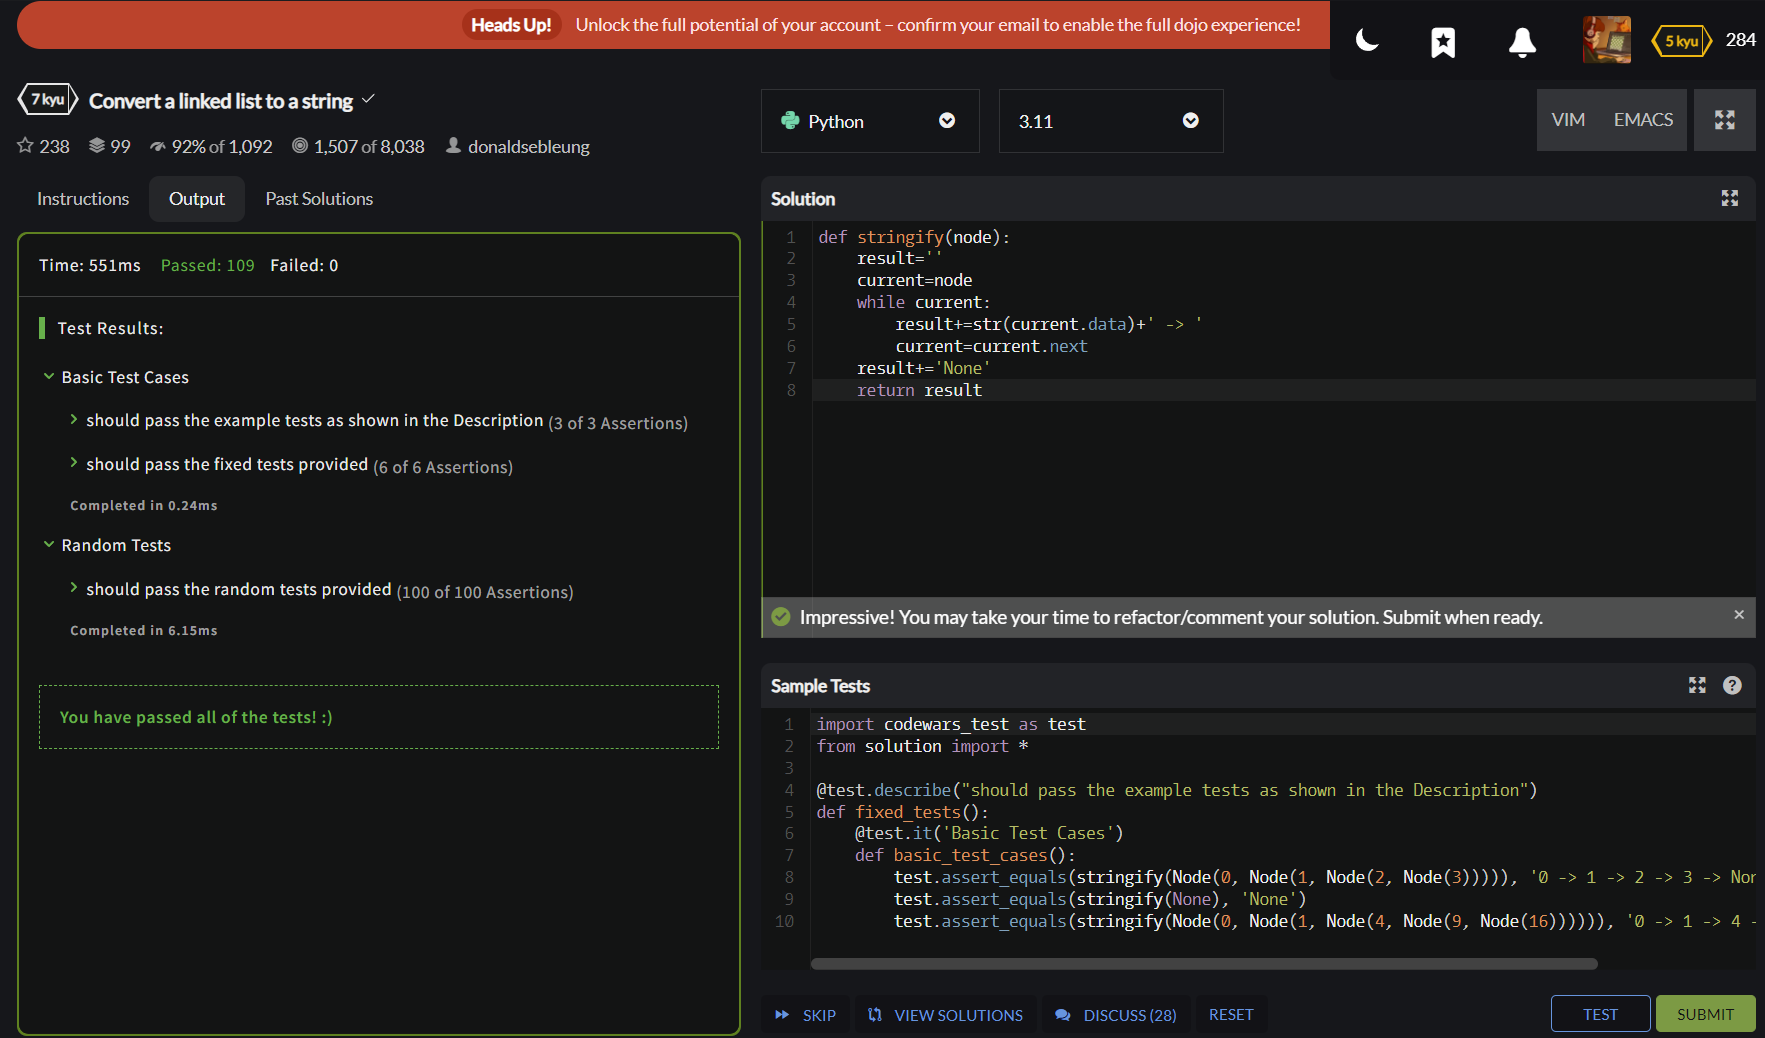 Heads Up! Unlock the full potential of your account – confirm your email to enable the full dojo experience!
5 kyu 284
7 kyu Convert a linked list to a string
238 99 92% of 1,092 1,507 of 8,038 donaldsebleung
Python 3.11
VIM EMACS
Instructions Output Past Solutions
Time: 551ms Passed: 109 Failed: 0
Test Results:
Basic Test Cases
should pass the example tests as shown in the Description (3 of 3 Assertions)
should pass the fixed tests provided (6 of 6 Assertions)
Completed in 0.24ms
Random Tests
should pass the random tests provided (100 of 100 Assertions)
Completed in 6.15ms
You have passed all of the tests! :)
Solution
1 def stringify(node):
2     result=''
3     current=node
4     while current:
5         result+=str(current.data)+' -> '
6         current=current.next
7     result+='None'
8     return result
Impressive! You may take your time to refactor/comment your solution. Submit when ready.
Sample Tests
1 import codewars_test as test
2 from solution import *
3
4 @test.describe("should pass the example tests as shown in the Description")
5 def fixed_tests():
6     @test.it('Basic Test Cases')
7     def basic_test_cases():
8         test.assert_equals(stringify(Node(0, Node(1, Node(2, Node(3))))), '0 -> 1 -> 2 -> 3 -> Non
9         test.assert_equals(stringify(None), 'None')
10         test.assert_equals(stringify(Node(0, Node(1, Node(4, Node(9, Node(16)))))), '0 -> 1 -> 4 -
SKIP VIEW SOLUTIONS DISCUSS (28) RESET TEST SUBMIT